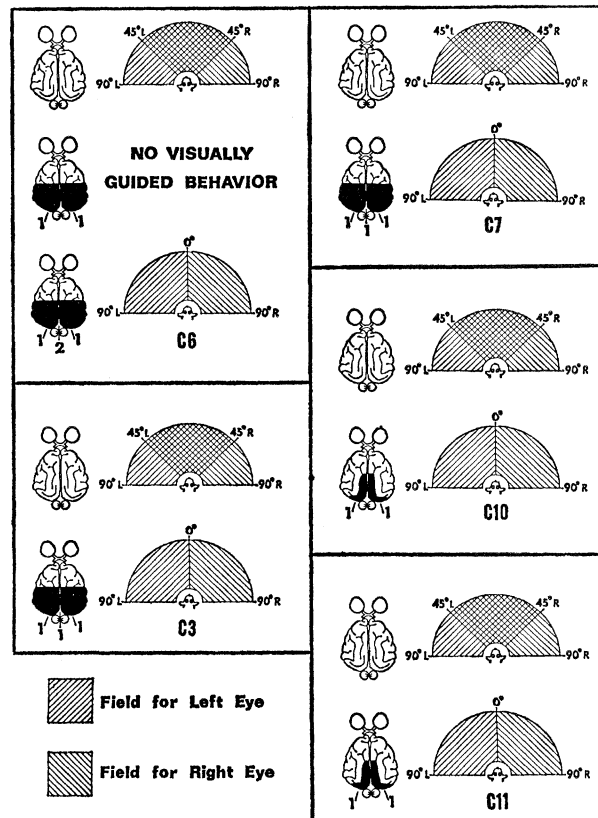 45°L 45°R
90°L 90°R
NO VISUALLY
GUIDED BEHAVIOR
1 1
0°
90°L 90°R
1 2 1
C6
45°L 45°R
90°L 90°R
0°
90°L 90°R
1 1 1
C3
Field for Left Eye
Field for Right Eye
45°L 45°R
90°L 90°R
0°
90°L 90°R
1 1 1
C7
45°L 45°R
90°L 90°R
0°
90°L 90°R
1 1
C10
45°L 45°R
90°L 90°R
0°
90°L 90°R
1 1
C11